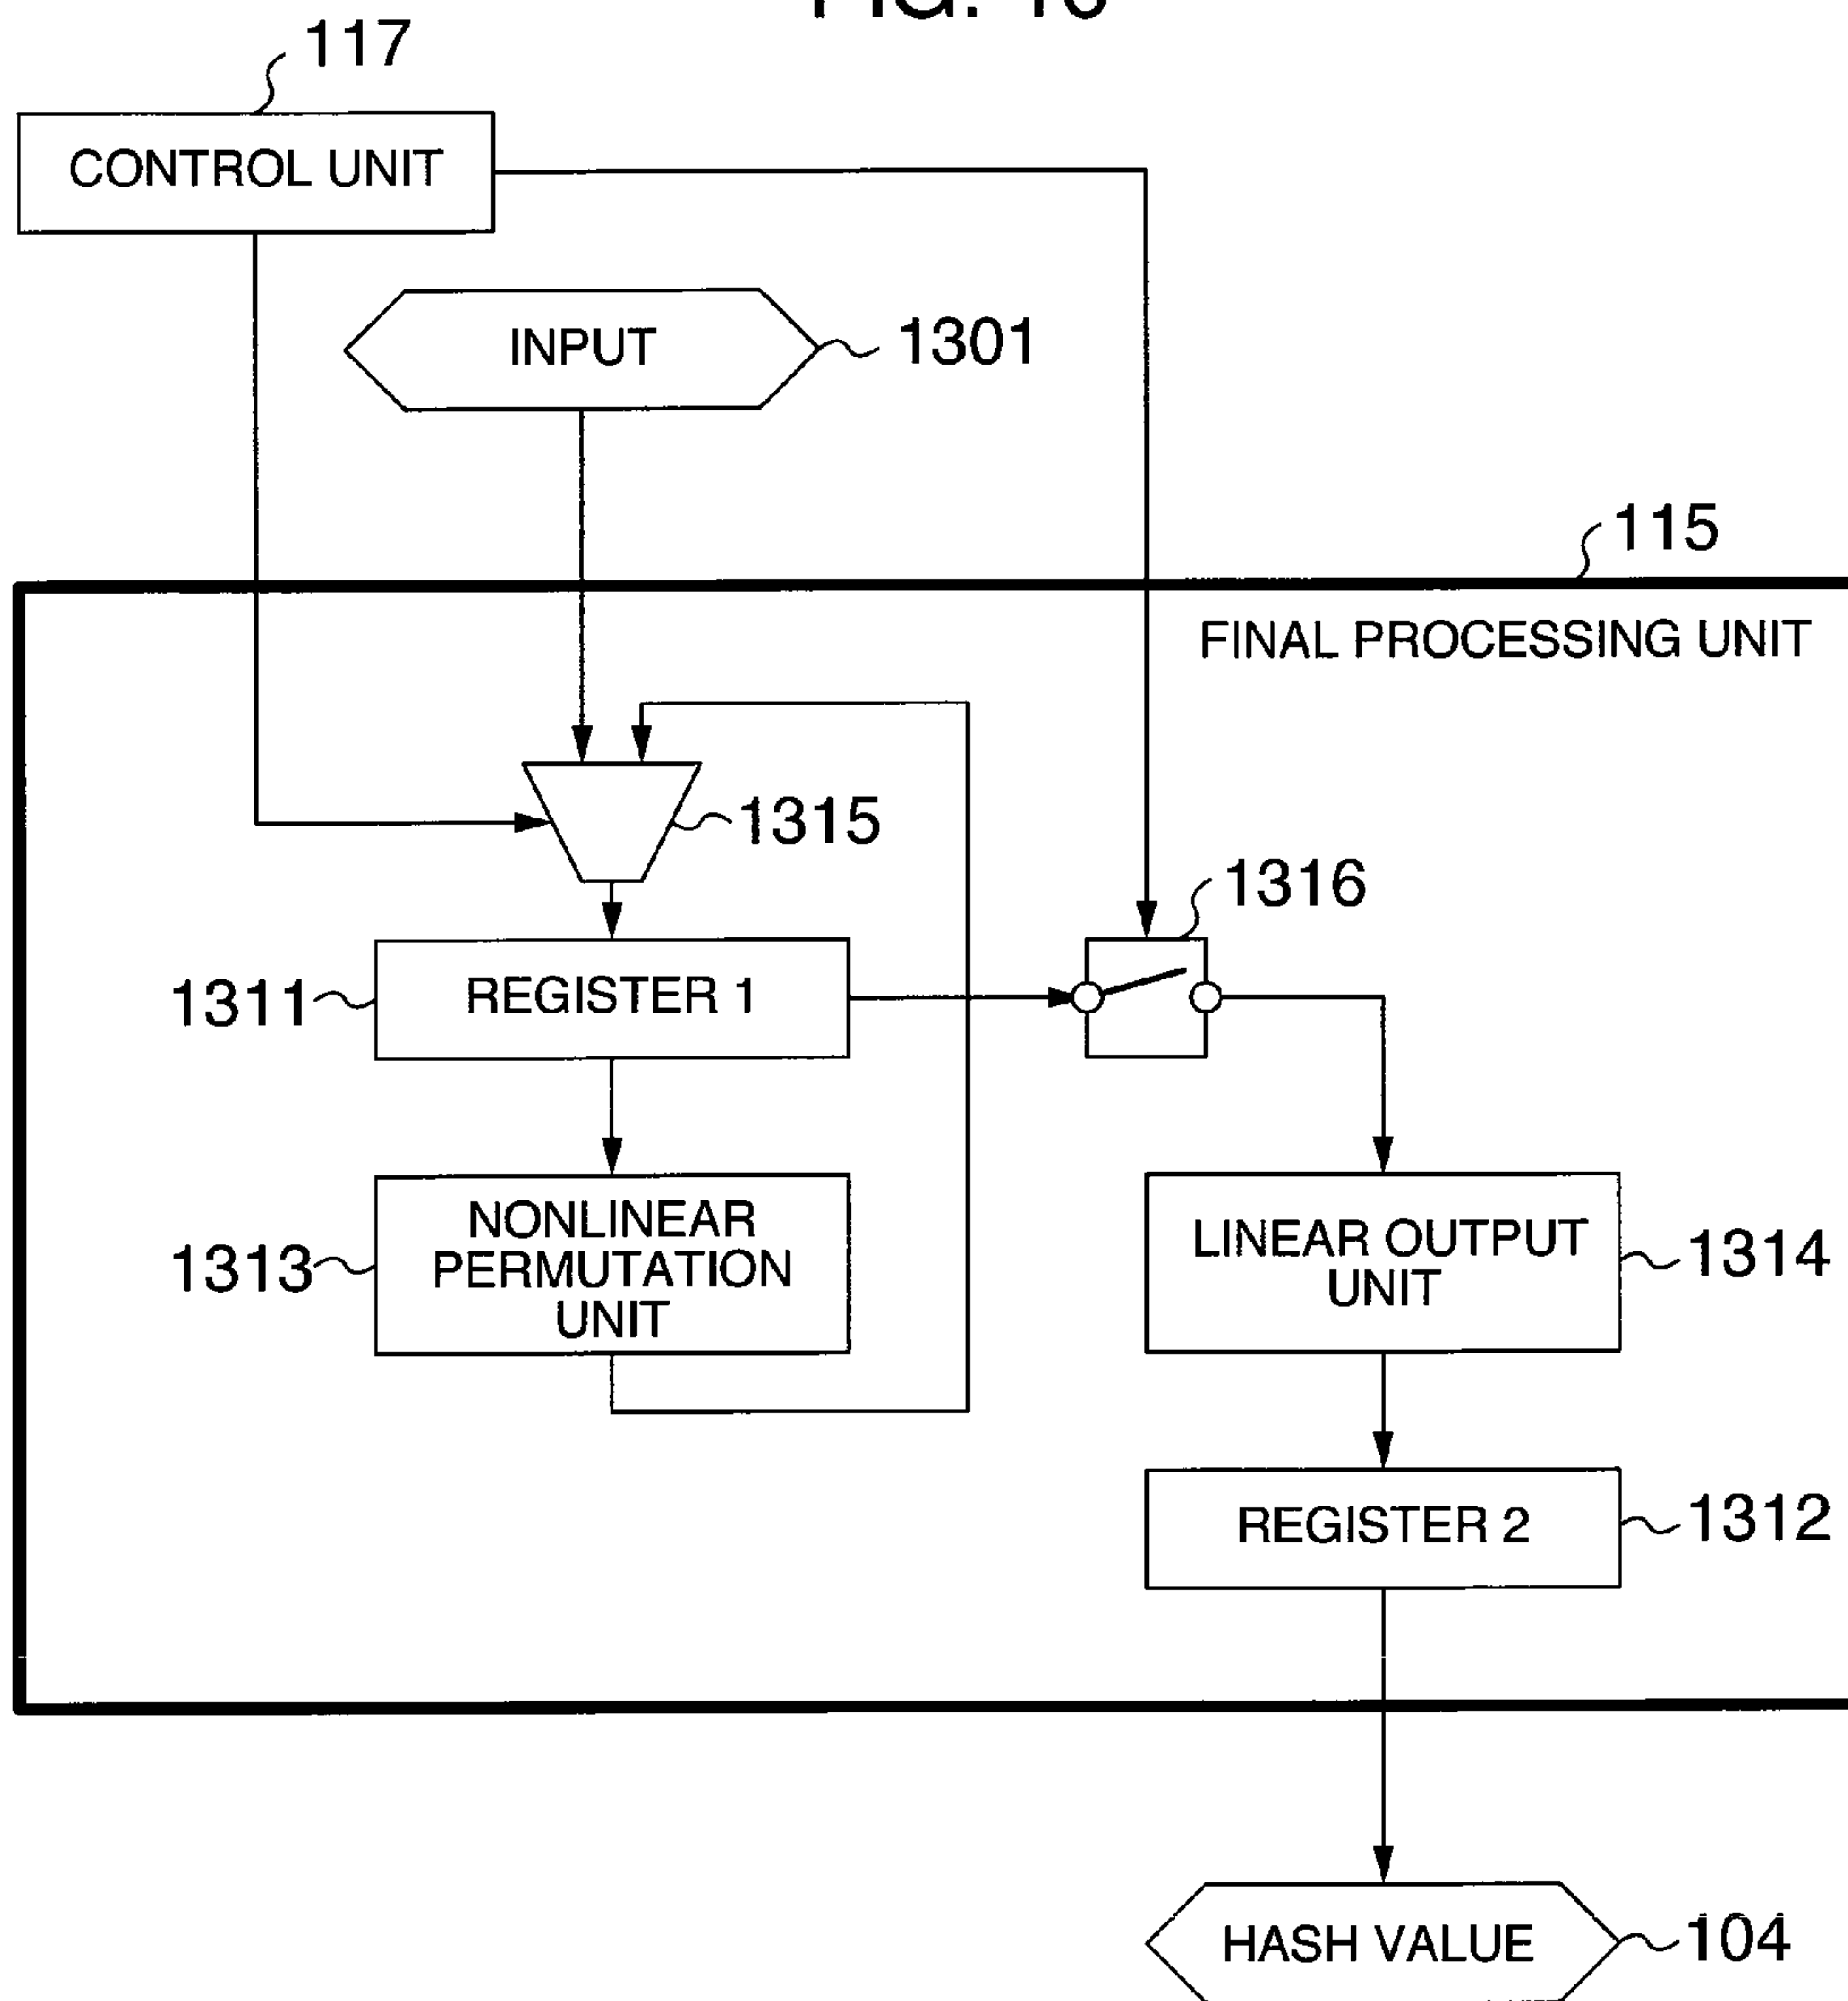 117
CONTROL UNIT
INPUT
1301
115
FINAL PROCESSING UNIT
1315
1316
1311
REGISTER 1
1313
NONLINEAR
PERMUTATION
UNIT
LINEAR OUTPUT
UNIT
1314
REGISTER 2
1312
HASH VALUE
104